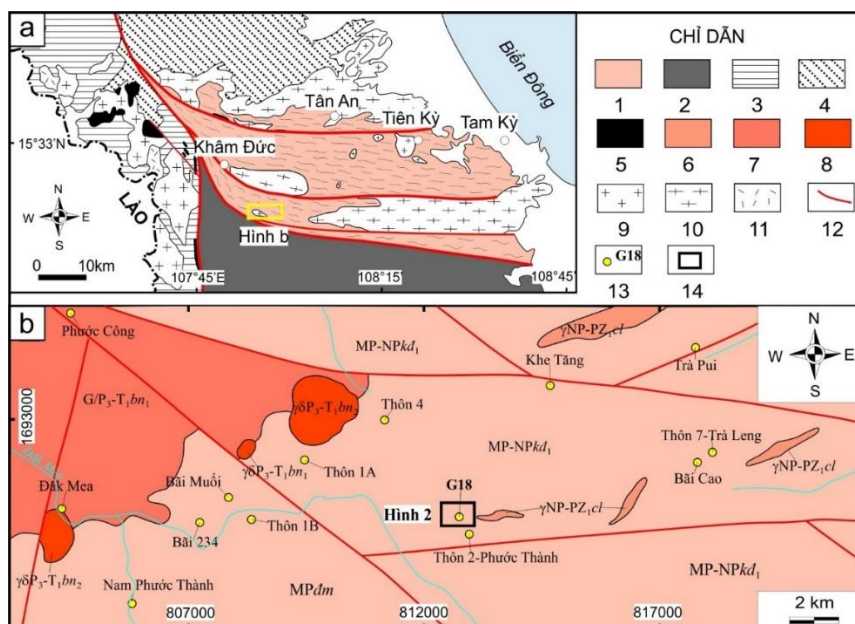 a
Biển Đông
Tân An
Tiên Kỳ
Tam Kỳ
15°33'N
Khâm Đức
LÀO
N
W
E
S
Hình b
0
10km
107°45'E
108°15'
108°45'
CHỈ DẪN
1
2
3
4
5
6
7
8
9
10
11
12
G18
13
14
b
Phước Công
MP-NPkđ₁
γNP-PZ₁cl
Khe Tăng
Trà Pui
N
W
E
S
1693000
G/P₃-T₁bn₁
γδP₃-T₁bn₂
Thôn 4
MP-NPkđ₁
Thôn 7-Trà Leng
γNP-PZ₁cl
Đăk Mea
γδP₃-T₁bn₁
Thôn 1A
Bãi Cao
Đắk Mea
Bãi Muối
G18
Hình 2
γNP-PZ₁cl
Thôn 1B
Bãi 234
Thôn 2-Phước Thành
γδP₃-T₁bn₂
Nam Phước Thành
MPđm
MP-NPkđ₁
807000
812000
817000
2 km